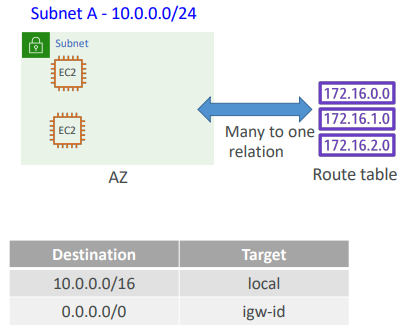 Subnet A - 10.0.0.0/24
Subnet
EC2
EC2
AZ
Many to one
relation
172.16.0.0
172.16.1.0
172.16.2.0
Route table
Destination Target
10.0.0.0/16 local
0.0.0.0/0 igw-id